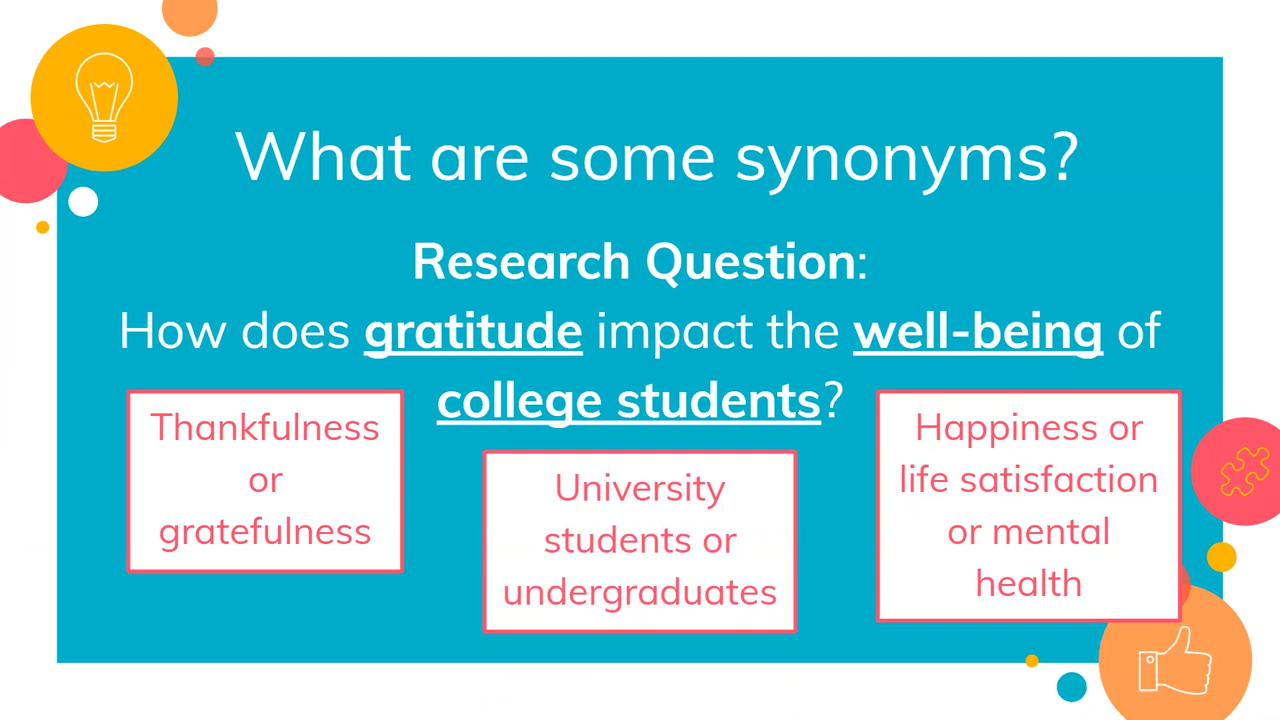 What are some synonyms?
Research Question:
How does gratitude impact the well-being of
college students?
Thankfulness
or
gratefulness
University
students or
undergraduates
Happiness or
life satisfaction
or mental
health